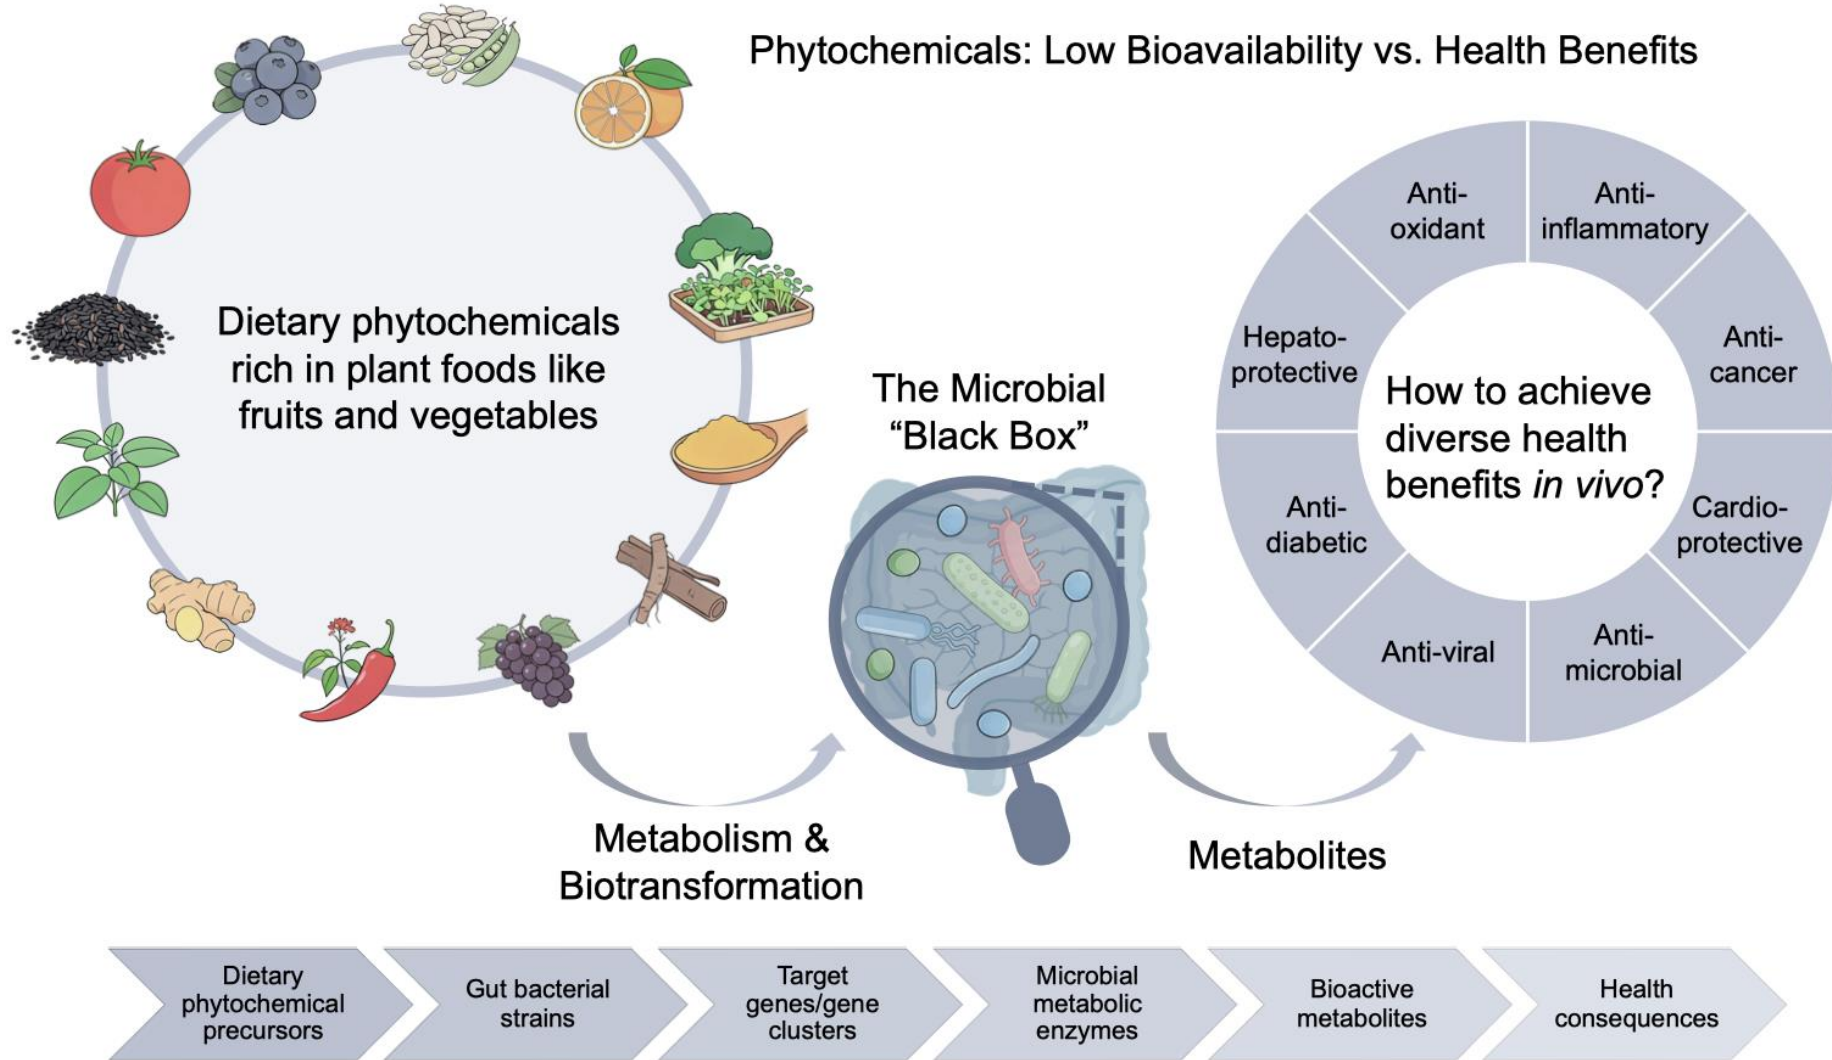 Phytochemicals: Low Bioavailability vs. Health Benefits
Dietary phytochemicals
rich in plant foods like
fruits and vegetables
The Microbial
“Black Box”
Anti-
oxidant
Anti-
inflammatory
Anti-
cancer
Cardio-
protective
Anti-
microbial
Anti-viral
Anti-
diabetic
Hepato-
protective
How to achieve
diverse health
benefits in vivo?
Metabolism &
Biotransformation
Metabolites
Dietary
phytochemical
precursors
Gut bacterial
strains
Target
genes/gene
clusters
Microbial
metabolic
enzymes
Bioactive
metabolites
Health
consequences